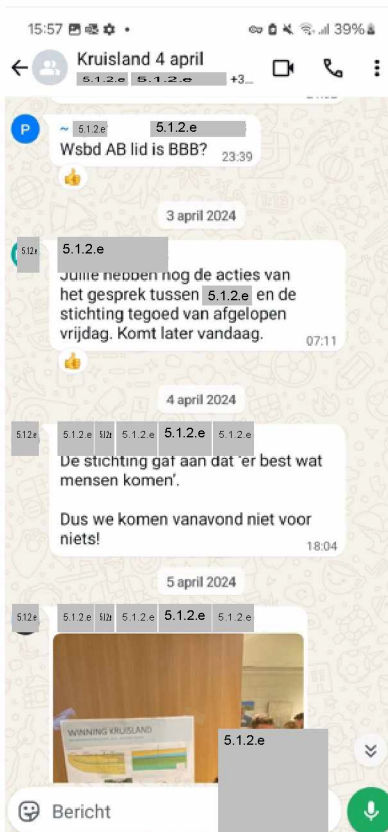 15:57
39%
Kruisland 4 april
5.1.2.e 5.1.2.e +3...
P
~ 5.1.2.e 5.1.2.e
Wsbd AB lid is BBB?
23:39
3 april 2024
5.1.2.e 5.1.2.e
Jullie hebben nog de acties van
het gesprek tussen 5.1.2.e en de
stichting tegoed van afgelopen
vrijdag. Komt later vandaag.
07:11
4 april 2024
5.1.2.e 5.1.2.e 5.1.2.e 5.1.2.e 5.1.2.e 5.1.2.e
De stichting gaf aan dat 'er best wat
mensen komen'.
Dus we komen vanavond niet voor
niets!
18:04
5 april 2024
5.1.2.e 5.1.2.e 5.1.2.e 5.1.2.e 5.1.2.e 5.1.2.e
WINNING KRUISLAND
5.1.2.e
Bericht